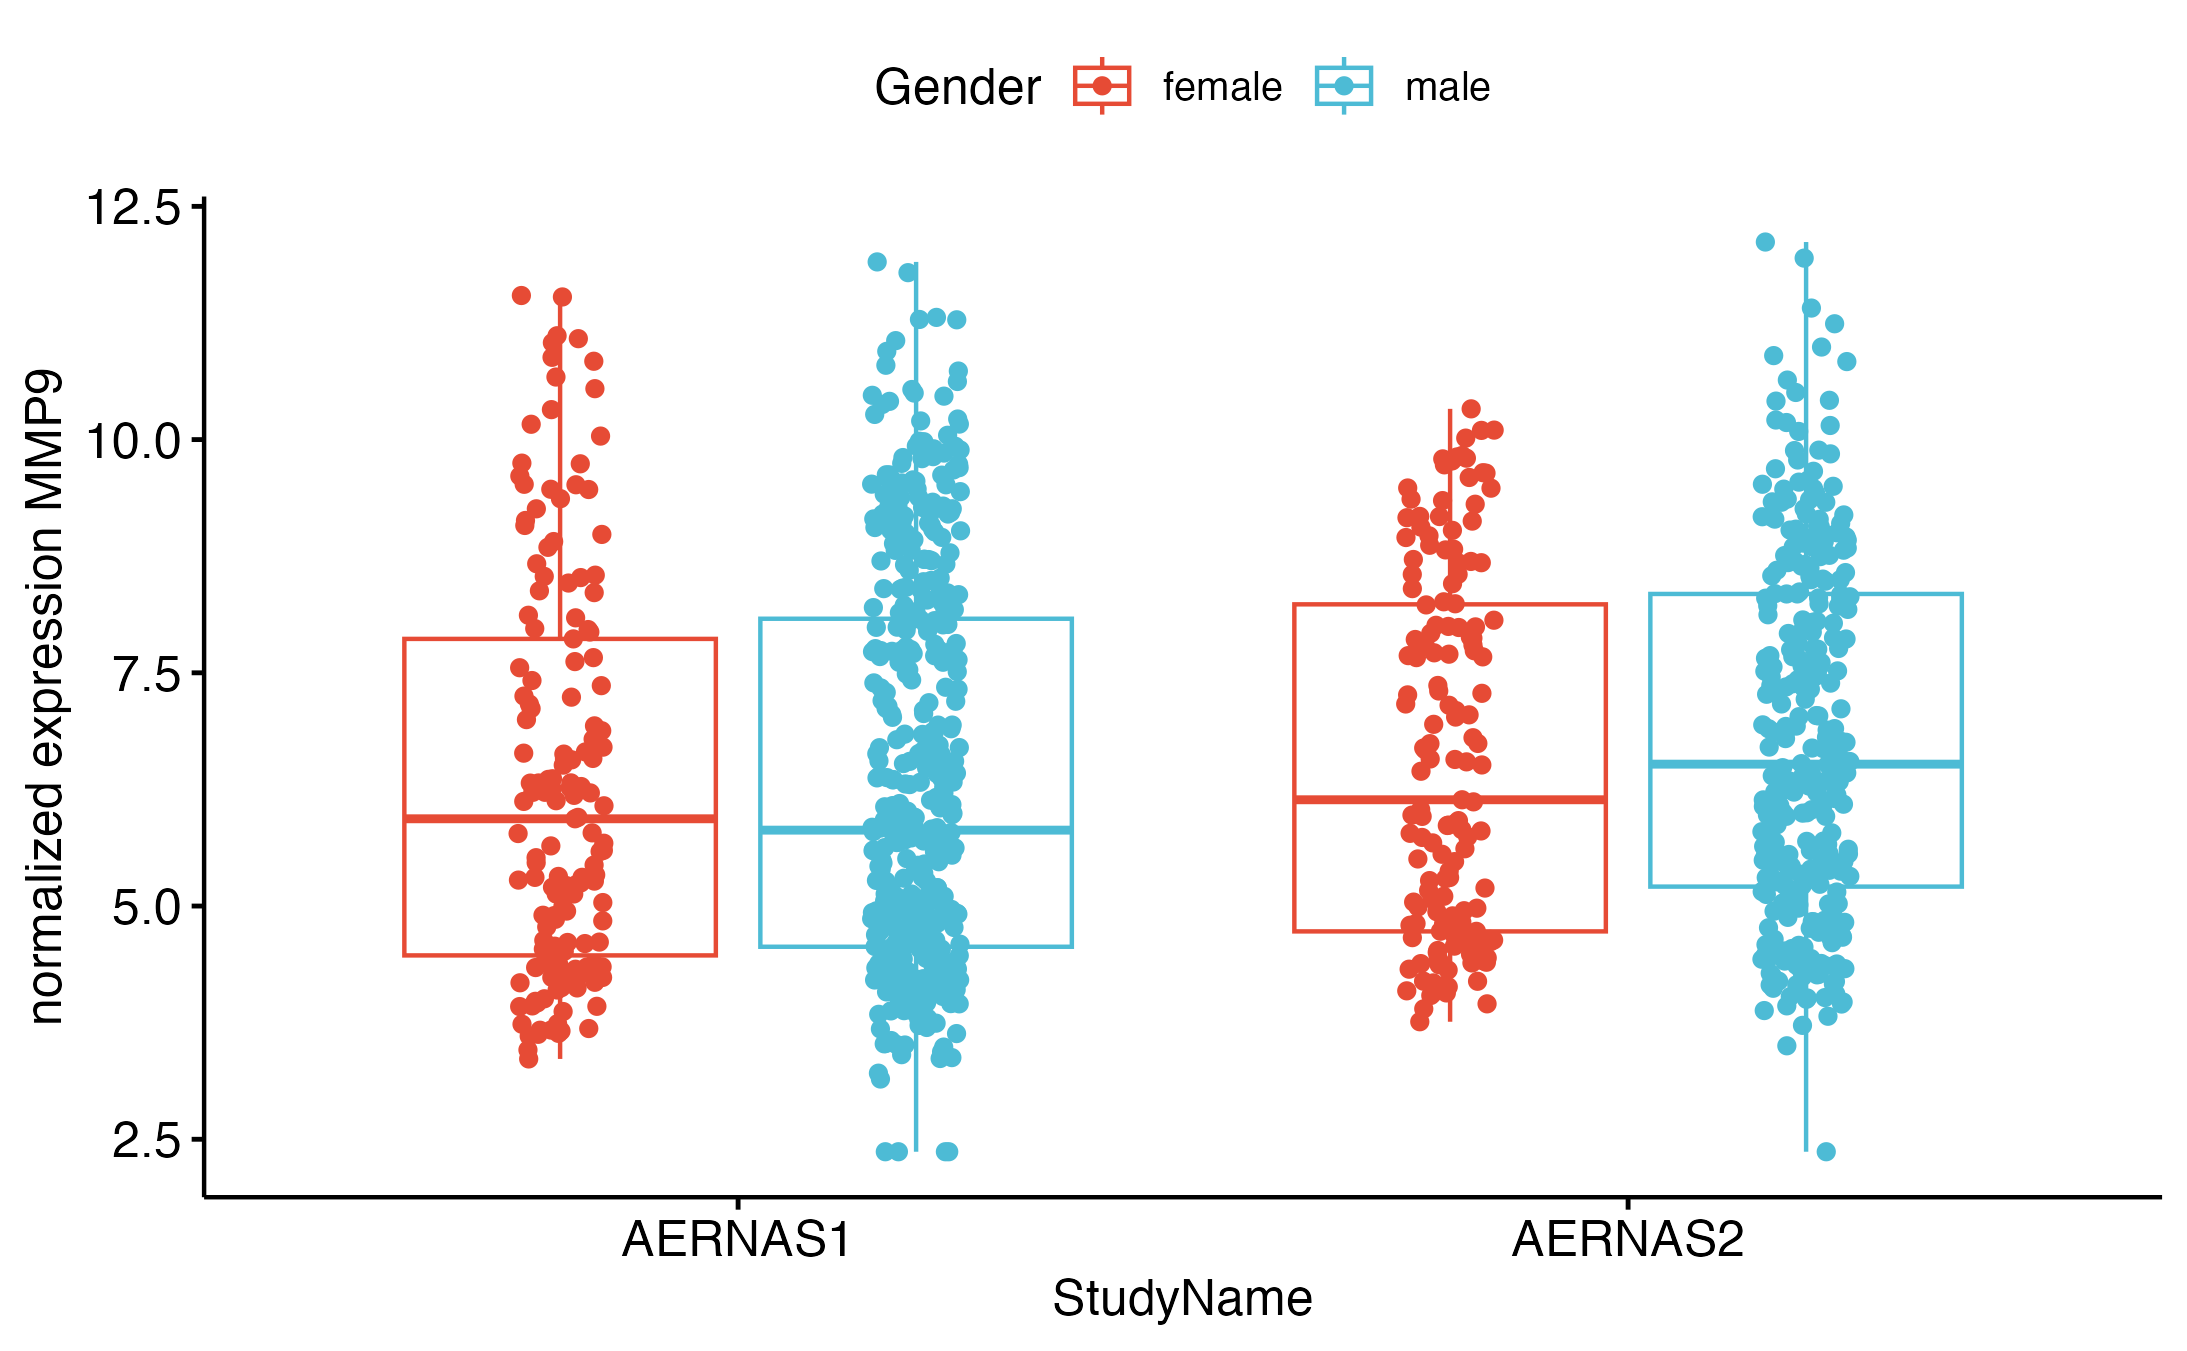 Gender female male
normalized expression MMP9
12.5
10.0
7.5
5.0
2.5
AERNAS1 AERNAS2
StudyName